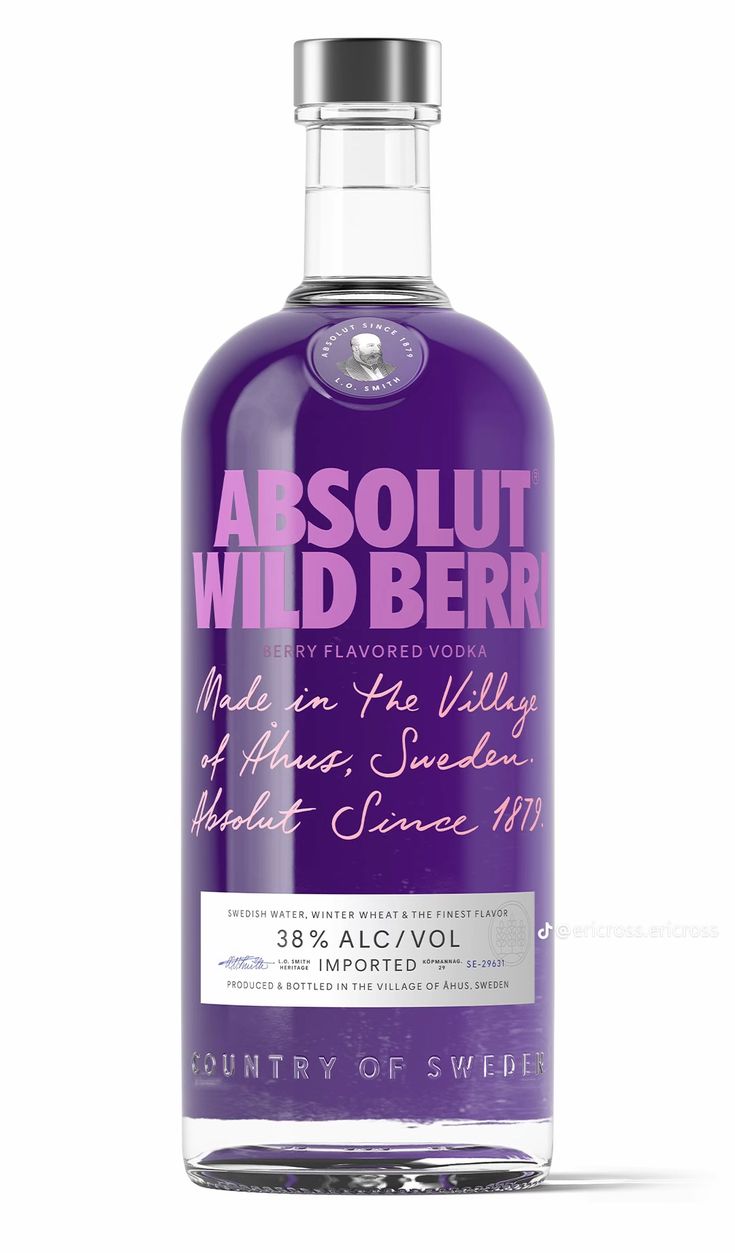 ABSOLUT SINCE 1879
L.O. SMITH
ABSOLUT®
WILD BERRI
BERRY FLAVORED VODKA
Made in the Village
of Åhus, Sweden.
Absolut Since 1879.
SWEDISH WATER, WINTER WHEAT & THE FINEST FLAVOR
38% ALC/VOL
L.O. SMITH HERITAGE IMPORTED KÖPMANNAG. 29 SE-29631
PRODUCED & BOTTLED IN THE VILLAGE OF ÅHUS, SWEDEN
@ericross.ericross
COUNTRY OF SWEDEN